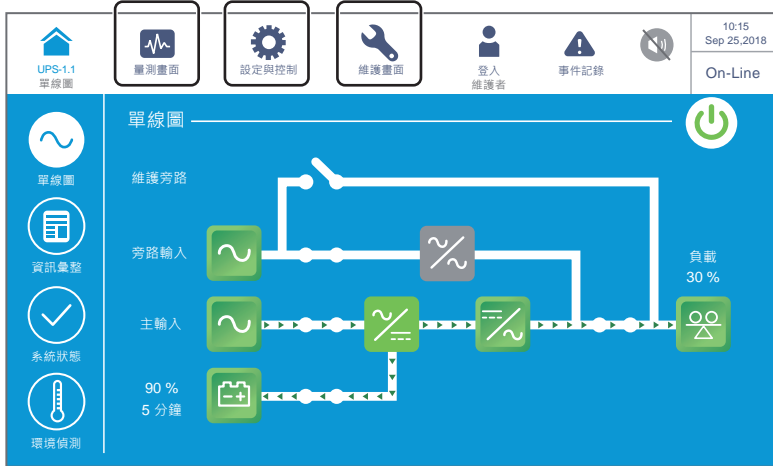 UPS-1.1
單線圖
量測畫面
設定與控制
維護畫面
登入
維護者
事件記錄
10:15
Sep 25,2018
On-Line
單線圖
資訊彙整
系統狀態
環境偵測
單線圖
維護旁路
旁路輸入
主輸入
90 %
5 分鐘
負載
30 %